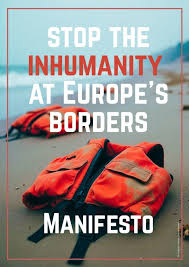 STOP THE
INHUMANITY
AT EUROPE'S
BORDERS
MANIFESTO